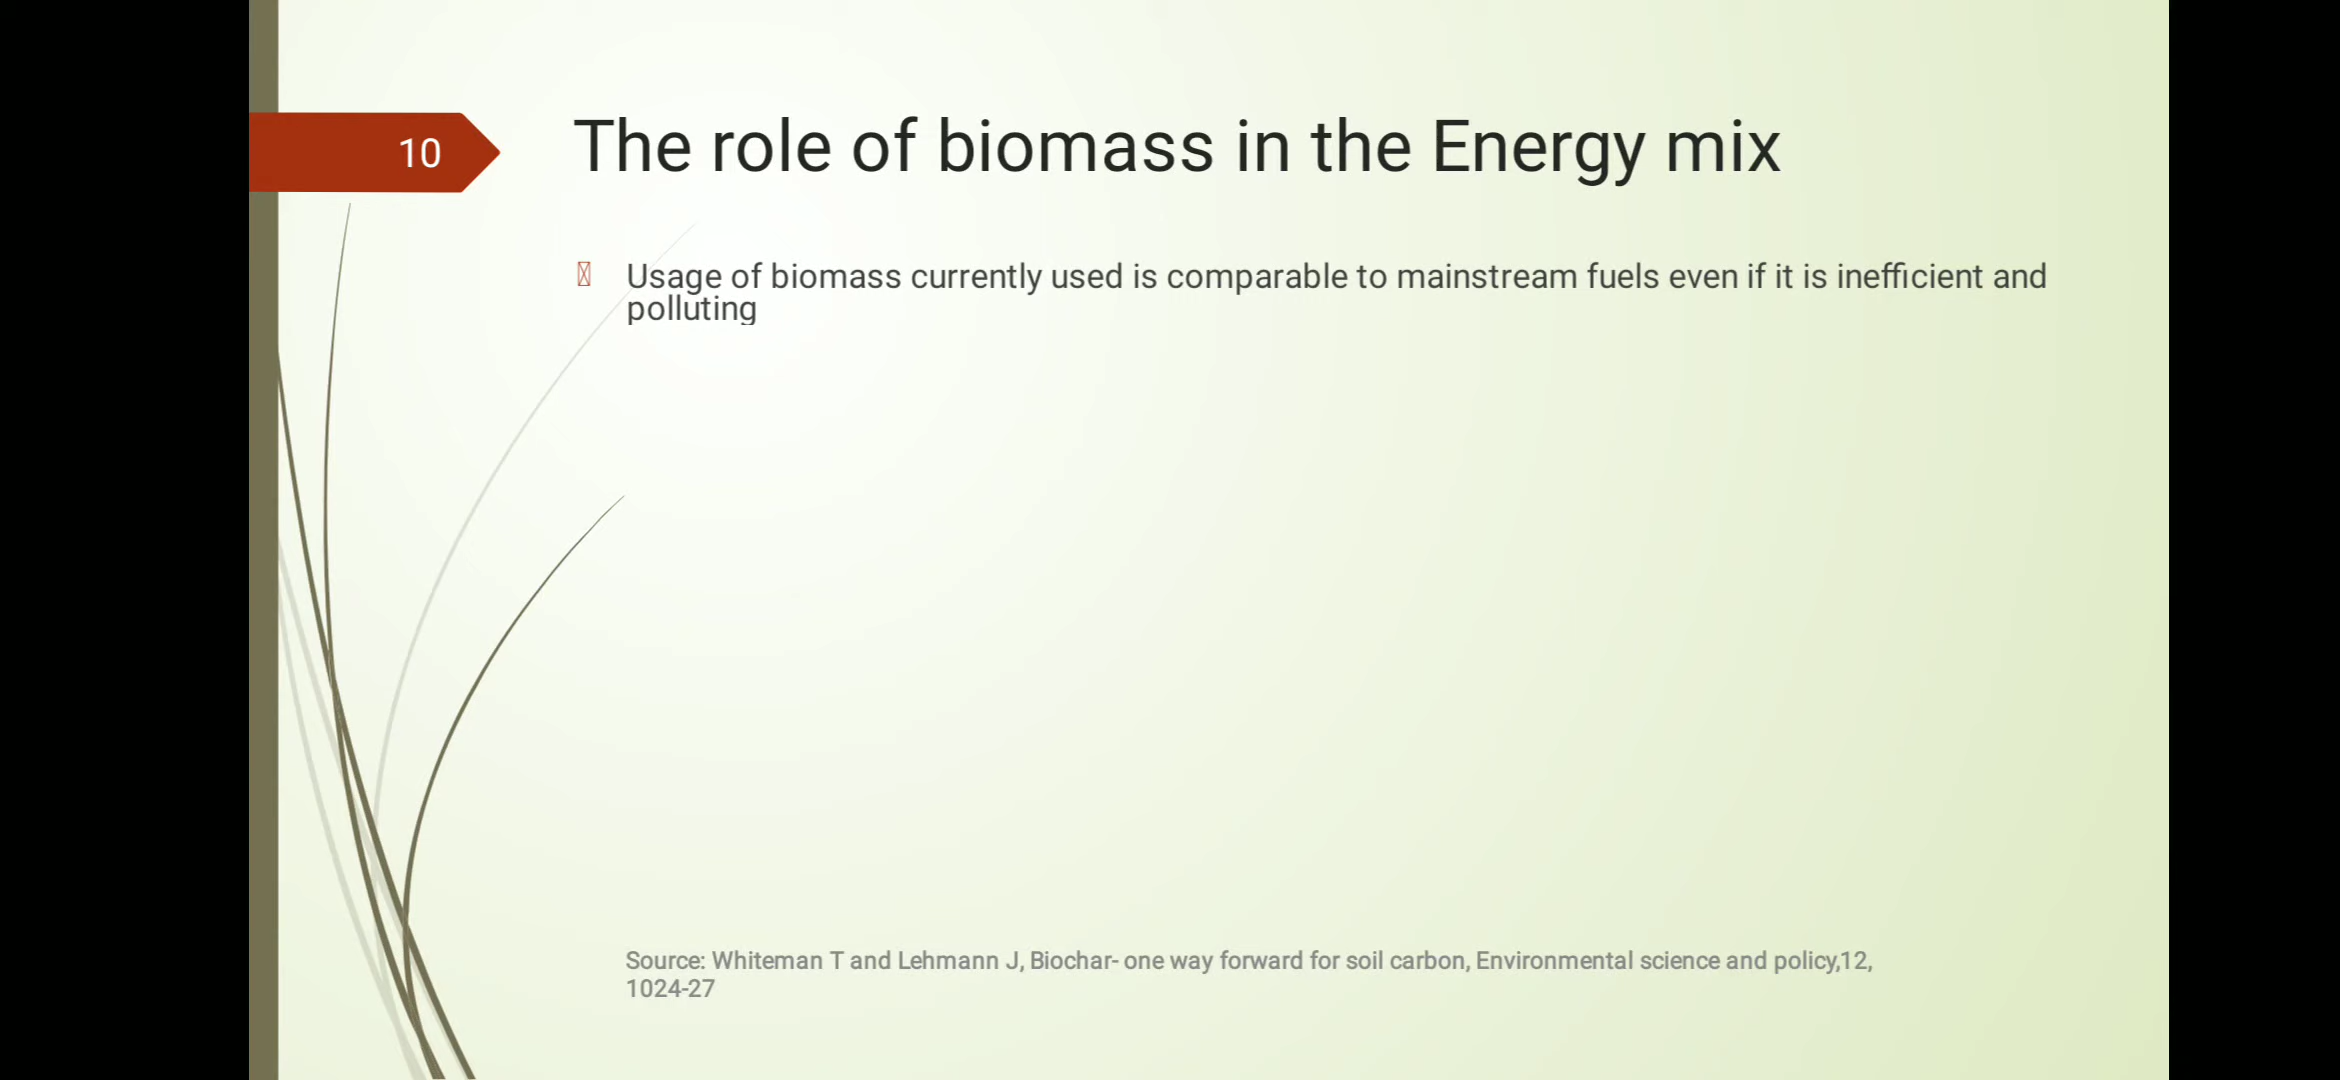 10
The role of biomass in the Energy mix
Usage of biomass currently used is comparable to mainstream fuels even if it is inefficient and
polluting
Source: Whiteman T and Lehmann J, Biochar- one way forward for soil carbon, Environmental science and policy,12,
1024-27